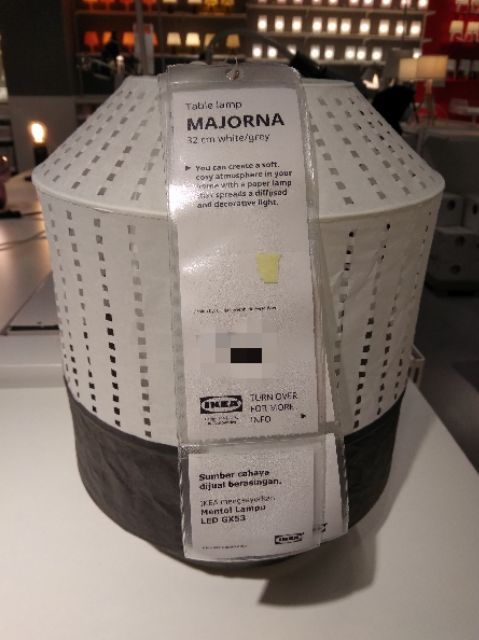 Table lamp
MAJORNA
32 cm white/grey
► You can create a soft,
cosy atmosphere in your
home with a paper lamp
that spreads a diffused
and decorative light.
IKEA
TURN OVER
FOR MORE
INFO ►
Sumber cahaya
dijual berasingan.
IKEA mengesyorkan
Mentol Lampu
LED GX53
IKEA